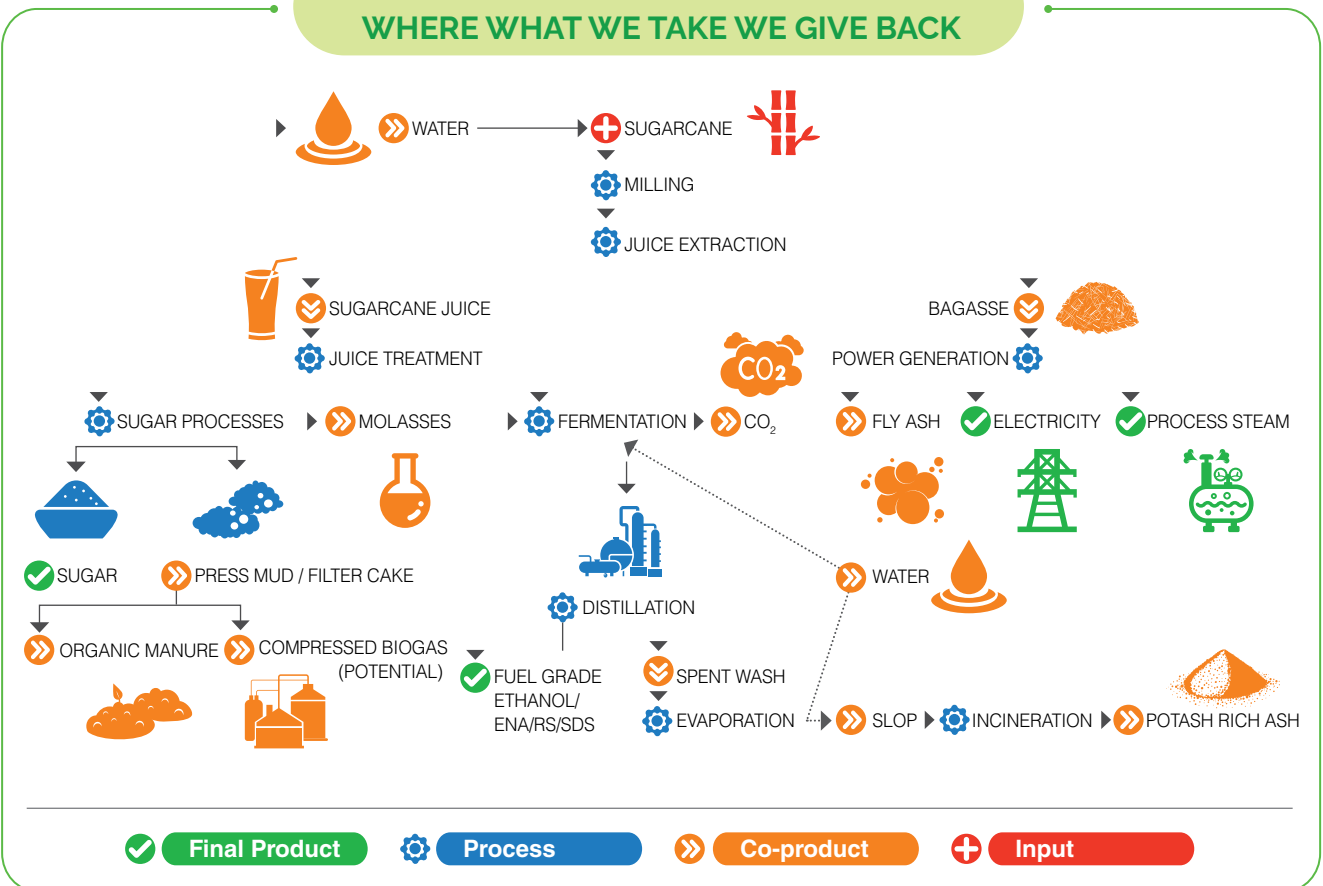 WHERE WHAT WE TAKE WE GIVE BACK
WATER
SUGARCANE
MILLING
JUICE EXTRACTION
SUGARCANE JUICE
BAGASSE
JUICE TREATMENT
CO2
POWER GENERATION
SUGAR PROCESSES
MOLASSES
FERMENTATION
CO₂
FLY ASH
ELECTRICITY
PROCESS STEAM
SUGAR
PRESS MUD / FILTER CAKE
WATER
DISTILLATION
ORGANIC MANURE
COMPRESSED BIOGAS
(POTENTIAL)
FUEL GRADE
ETHANOL/
ENA/RS/SDS
SPENT WASH
EVAPORATION
SLOP
INCINERATION
POTASH RICH ASH
Final Product
Process
Co-product
Input